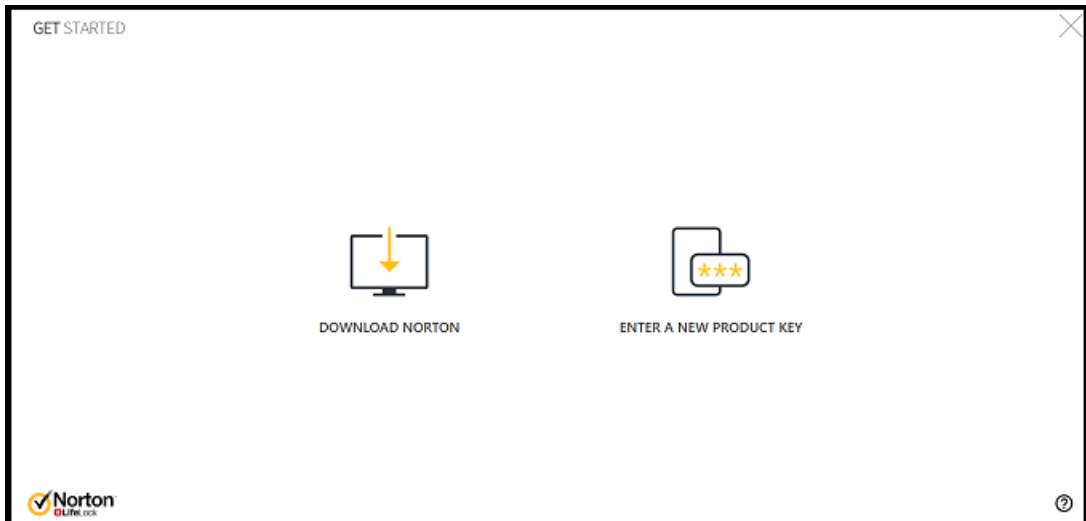 GET STARTED
***
DOWNLOAD NORTON
ENTER A NEW PRODUCT KEY
Norton
LifeLock
?